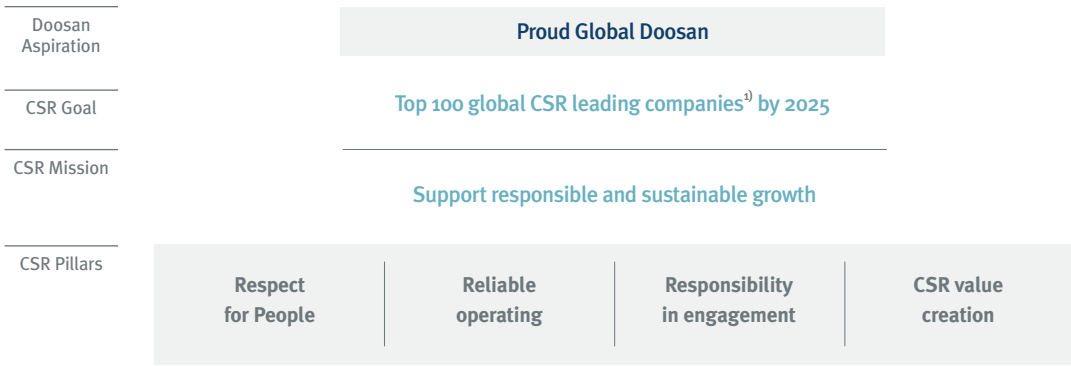 Doosan
Aspiration
Proud Global Doosan
CSR Goal
Top 100 global CSR leading companies¹⁾ by 2025
CSR Mission
Support responsible and sustainable growth
CSR Pillars
Respect
for People
Reliable
operating
Responsibility
in engagement
CSR value
creation